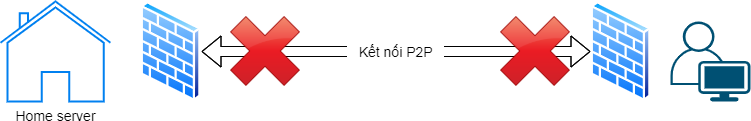 Kết nối P2P
Home server